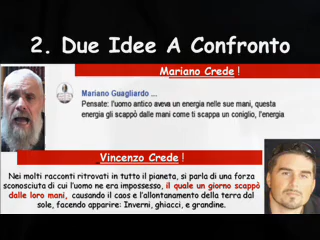 2. Due Idee A Confronto
Mariano Crede !
Mariano Guagliardo ...
Pensate: l'uomo antico aveva un energia nelle sue mani, questa
energia gli scappò dalle mani come ti scappa un coniglio, l'energia
Vincenzo Crede !
Nei molti racconti ritrovati in tutto il pianeta, si parla di una forza
sconosciuta di cui l'uomo ne era impossesso, il quale un giorno scappò
dalle loro mani, causando il caos e l'allontanamento della terra dal
sole, facendo apparire: Inverni, ghiacci, e grandine.